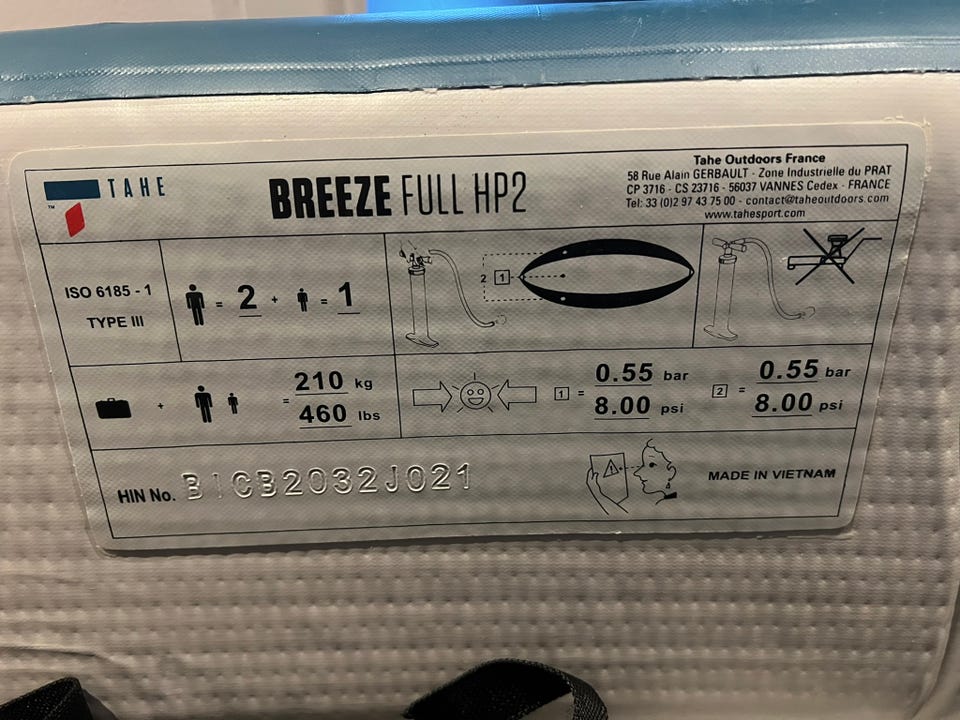 TAHE
™
BREEZE FULL HP2
Tahe Outdoors France
58 Rue Alain GERBAULT - Zone Industrielle du PRAT
CP 3716 - CS 23716 - 56037 VANNES Cedex - FRANCE
Tel: 33 (0)2 97 43 75 00 - contact@taheoutdoors.com
www.tahesport.com
ISO 6185 - 1
TYPE III
= 2 + = 1
2 1
+ = 210 kg
460 lbs
1 = 0.55 bar
8.00 psi
2 = 0.55 bar
8.00 psi
HIN No. BICB2032J021
MADE IN VIETNAM